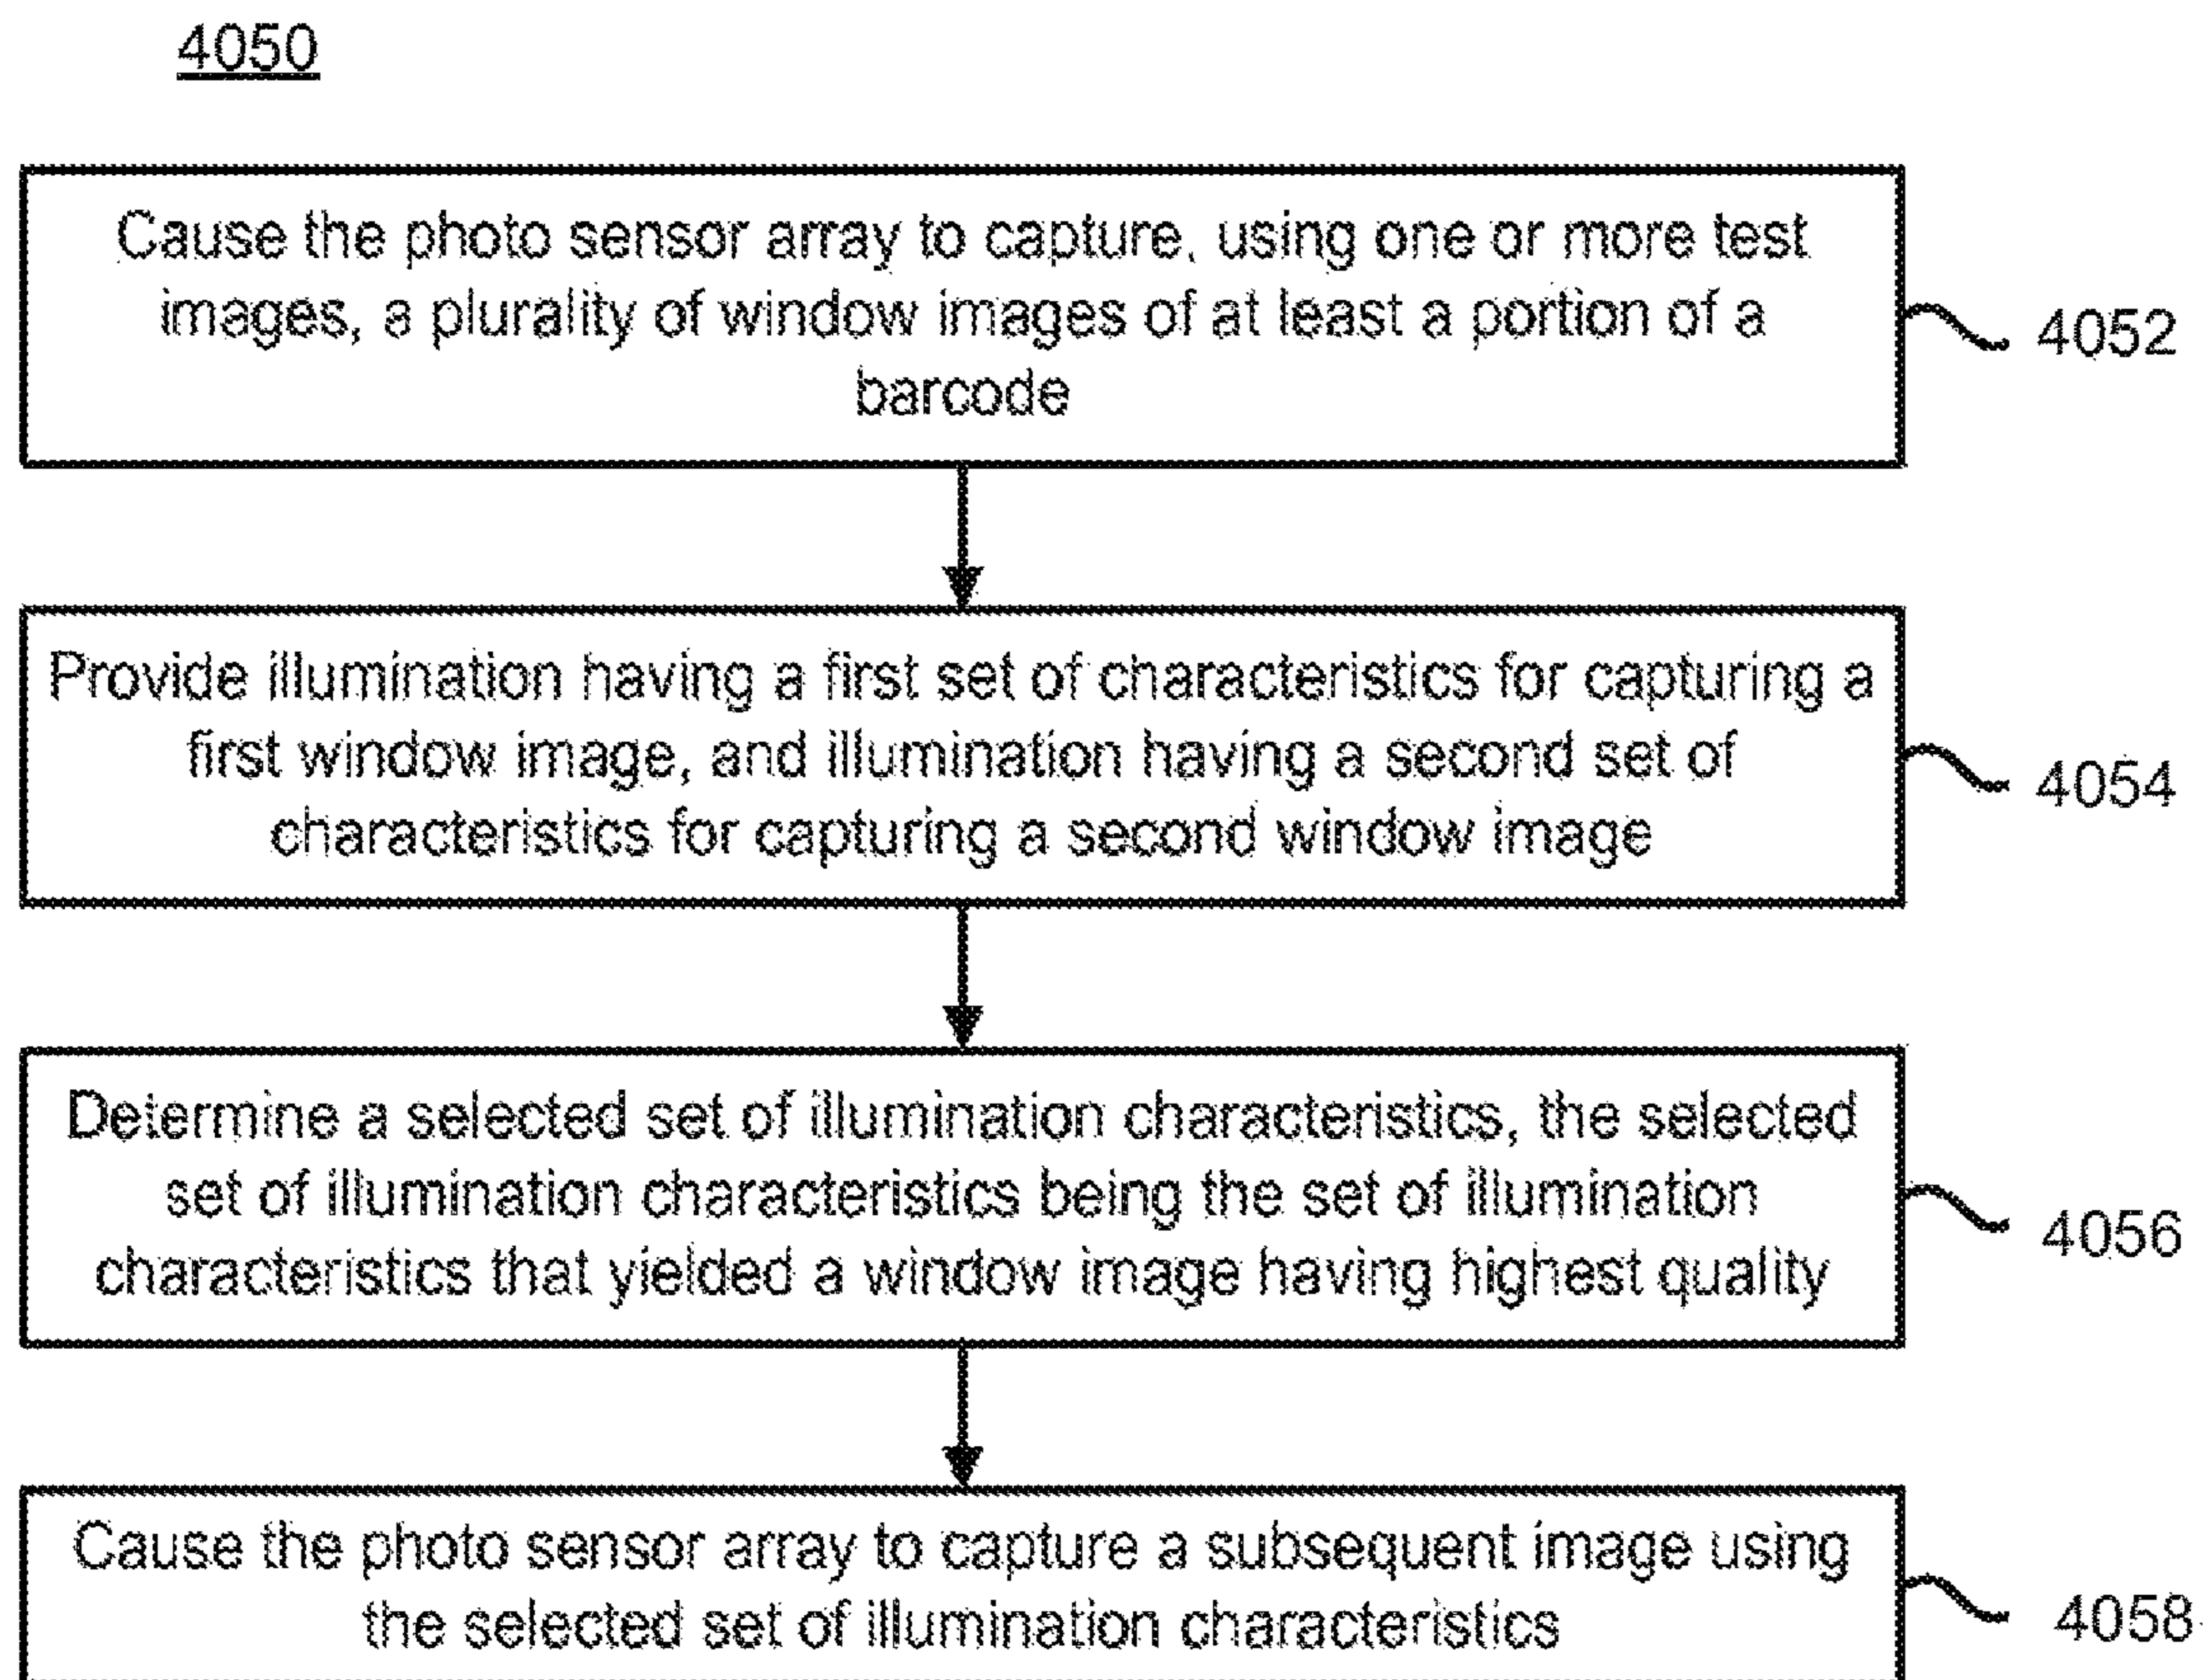 4050
Cause the photo sensor array to capture, using one or more test
images, a plurality of window images of at least a portion of a
barcode
4052
Provide illumination having a first set of characteristics for capturing a
first window image, and illumination having a second set of
characteristics for capturing a second window image
4054
Determine a selected set of illumination characteristics, the selected
set of illumination characteristics being the set of illumination
characteristics that yielded a window image having highest quality
4056
Cause the photo sensor array to capture a subsequent image using
the selected set of illumination characteristics
4058